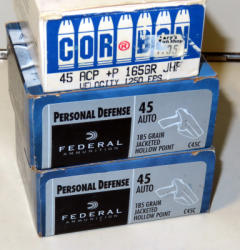 COR® BON
45 ACP +P 165GR JHP
VELOCITY 1250 FPS
PERSONAL DEFENSE
45
AUTO
FEDERAL
AMMUNITION
185 GRAIN
JACKETED
HOLLOW POINT
C45C
PERSONAL DEFENSE
45
AUTO
FEDERAL
AMMUNITION
185 GRAIN
JACKETED
HOLLOW POINT
C45C